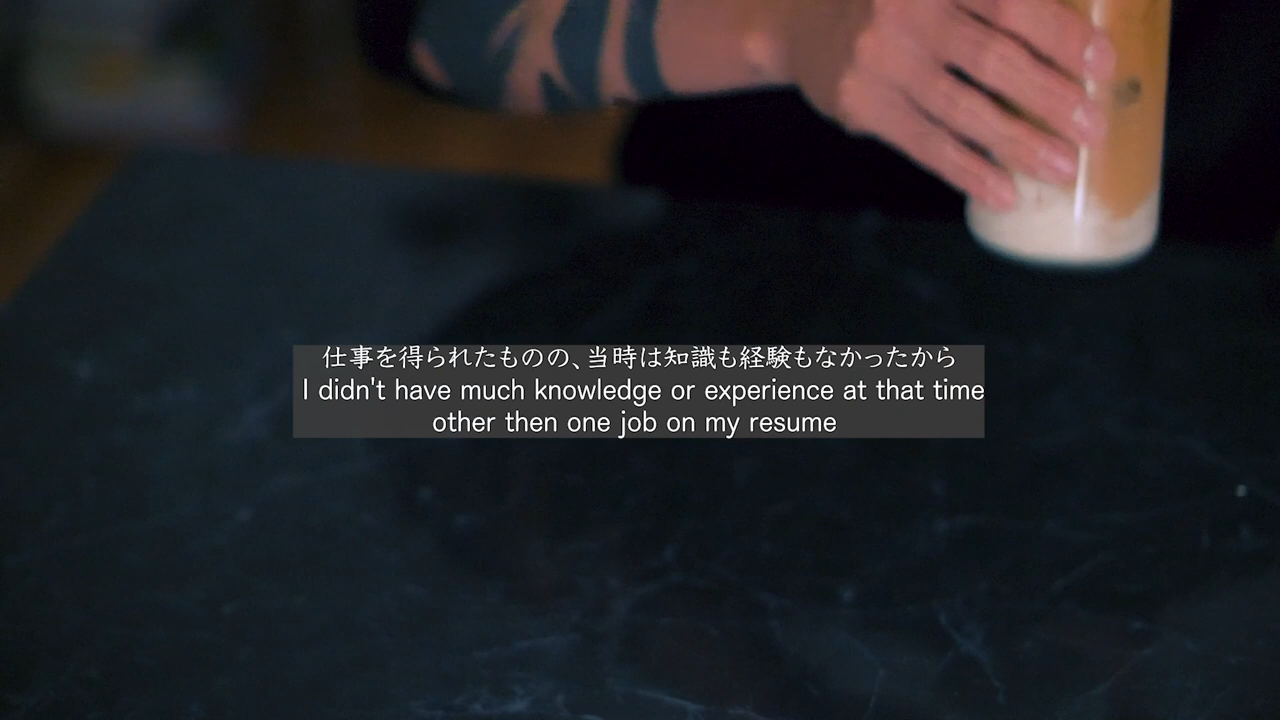 仕事を得られたものの、当時は知識も経験もなかったから
I didn't have much knowledge or experience at that time
other then one job on my resume